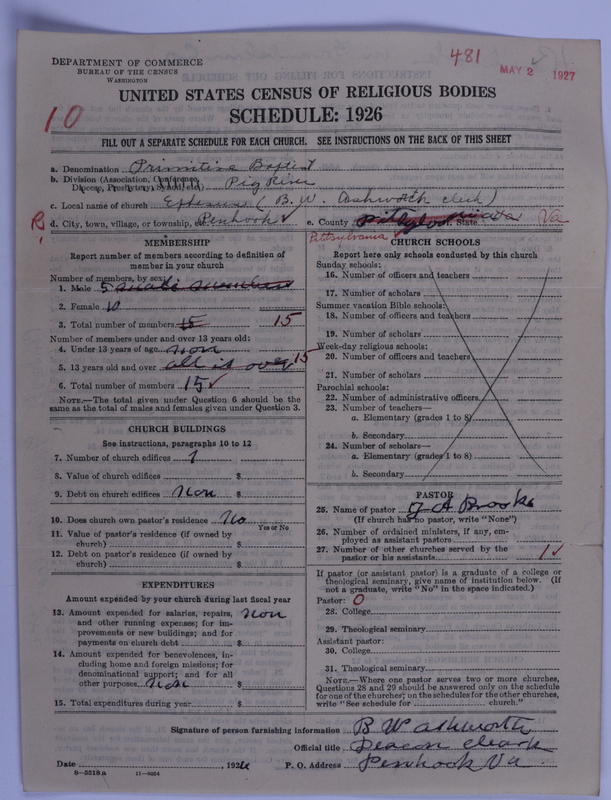 481
MAY 2 1927
DEPARTMENT OF COMMERCE
BUREAU OF THE CENSUS
WASHINGTON
UNITED STATES CENSUS OF RELIGIOUS BODIES
SCHEDULE: 1926
10
FILL OUT A SEPARATE SCHEDULE FOR EACH CHURCH. SEE INSTRUCTIONS ON THE BACK OF THIS SHEET
a. Denomination Primitive Baptist
b. Division (Association, Conference, Diocese, Presbytery, Synod, etc.) Pig River
c. Local name of church (B. W. Ashworth clerk)
R d. City, town, village, or township, etc. Penhook e. County State Va
Pittsylvania
MEMBERSHIP
Report number of members according to definition of
member in your church
Number of members, by sex:
1. Male 5
2. Female 10
3. Total number of members 15 15
Number of members under and over 13 years old:
4. Under 13 years of age non
5. 13 years old and over all is over 15
6. Total number of members 15
NOTE.—The total given under Question 6 should be the
same as the total of males and females given under Question 3.
CHURCH BUILDINGS
See instructions, paragraphs 10 to 12
7. Number of church edifices 1
8. Value of church edifices $
9. Debt on church edifices Non $
10. Does church own pastor's residence No
Yes or No
11. Value of pastor's residence (if owned by
church) $
12. Debt on pastor's residence (if owned by
church) $
EXPENDITURES
Amount expended by your church during last fiscal year
13. Amount expended for salaries, repairs, non
and other running expenses; for im-
provements or new buildings; and for
payments on church debt $
14. Amount expended for benevolences, in-
cluding home and foreign missions; for
denominational support; and for all
other purposes non $
15. Total expenditures during year $
CHURCH SCHOOLS
Report here only schools conducted by this church
Sunday schools:
16. Number of officers and teachers
17. Number of scholars
Summer vacation Bible schools:
18. Number of officers and teachers
19. Number of scholars
Week-day religious schools:
20. Number of officers and teachers
21. Number of scholars
Parochial schools:
22. Number of administrative officers
23. Number of teachers—
a. Elementary (grades 1 to 8)
b. Secondary
24. Number of scholars—
a. Elementary (grades 1 to 8)
b. Secondary
PASTOR
25. Name of pastor J A Brooks
(If church has no pastor, write "None")
26. Number of ordained ministers, if any, em-
ployed as assistant pastors
27. Number of other churches served by the
pastor or his assistants 1
If pastor (or assistant pastor) is a graduate of a college or
theological seminary, give name of institution below. (If
not a graduate, write "No" in the space indicated.)
Pastor: 0
28. College
29. Theological seminary
Assistant pastor:
30. College
31. Theological seminary
NOTE.—Where one pastor serves two or more churches,
Questions 28 and 29 should be answered only on the schedule
for one of the churches; on the schedules for the other churches,
write "See schedule for church."
Signature of person furnishing information B W ashworth
Official title Deacon clerk
Date , 192 P. O. Address Penhook Va
8-5518a 11-9664